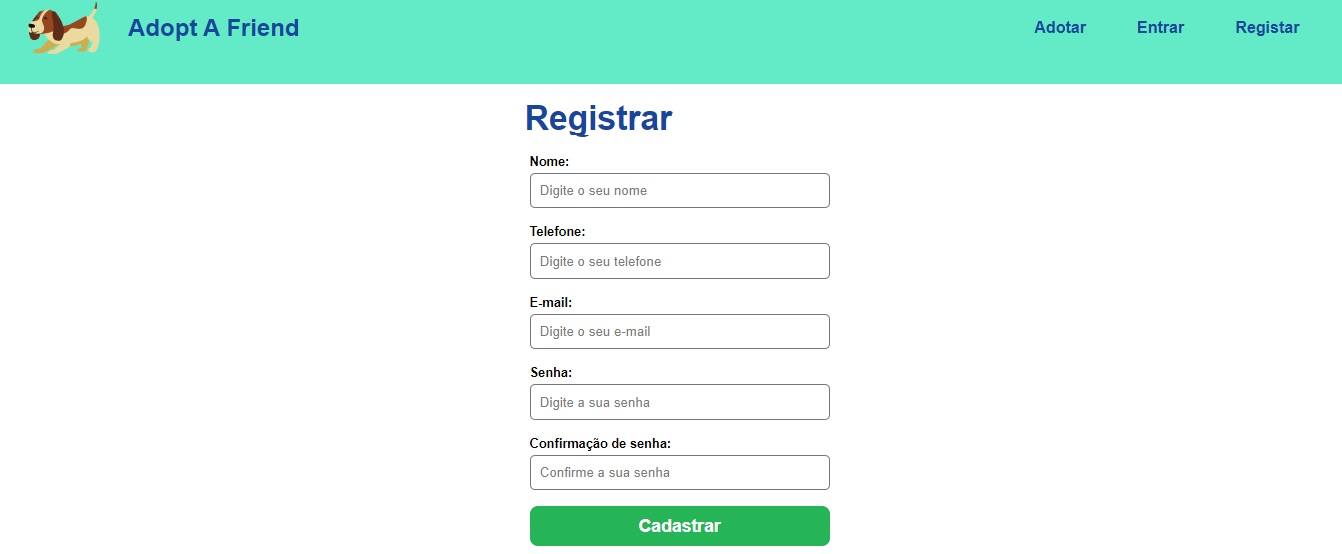 Adopt A Friend
Adotar Entrar Registar
Registrar
Nome:
Digite o seu nome
Telefone:
Digite o seu telefone
E-mail:
Digite o seu e-mail
Senha:
Digite a sua senha
Confirmação de senha:
Confirme a sua senha
Cadastrar